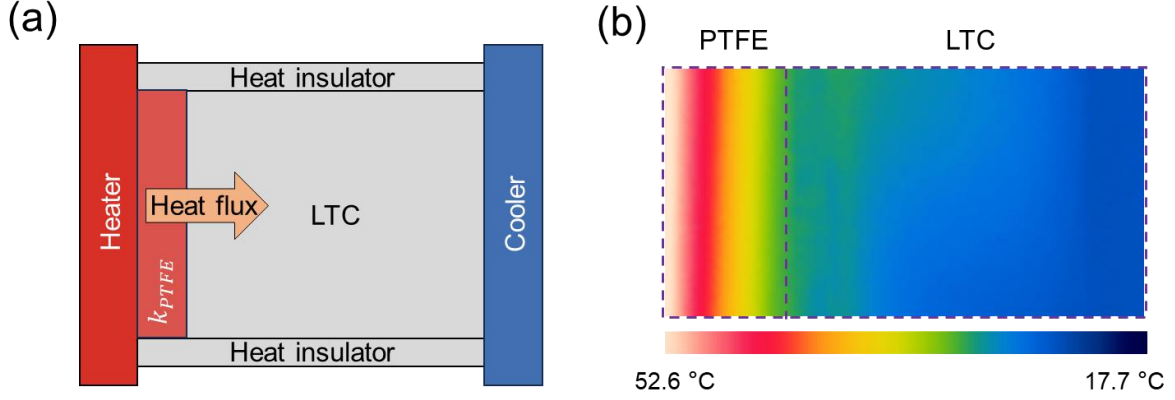 (a)
Heat insulator
Heater
Heat flux
k_PTFE
LTC
Cooler
Heat insulator
(b)
PTFE
LTC
52.6 °C
17.7 °C